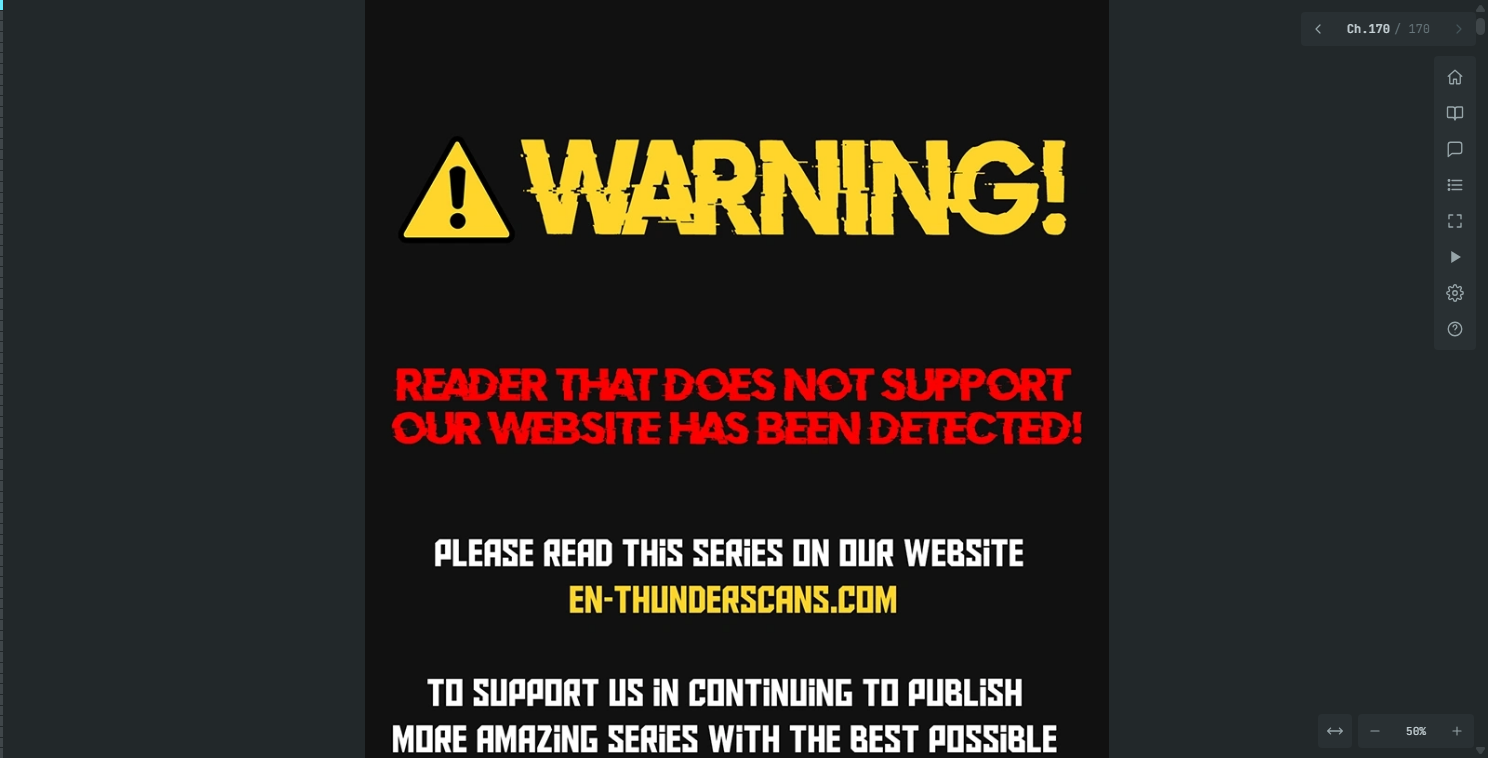 Ch.170 / 170
WARNING!
READER THAT DOES NOT SUPPORT
OUR WEBSITE HAS BEEN DETECTED!
PLEASE READ THiS SERiES ON OUR WEBSiTE
EN-THUNDERSCANS.COM
TO SUPPORT US iN CONTiNUiNG TO PUBLiSH
MORE AMAZiNG SERiES WiTH THE BEST POSSiBLE
50%